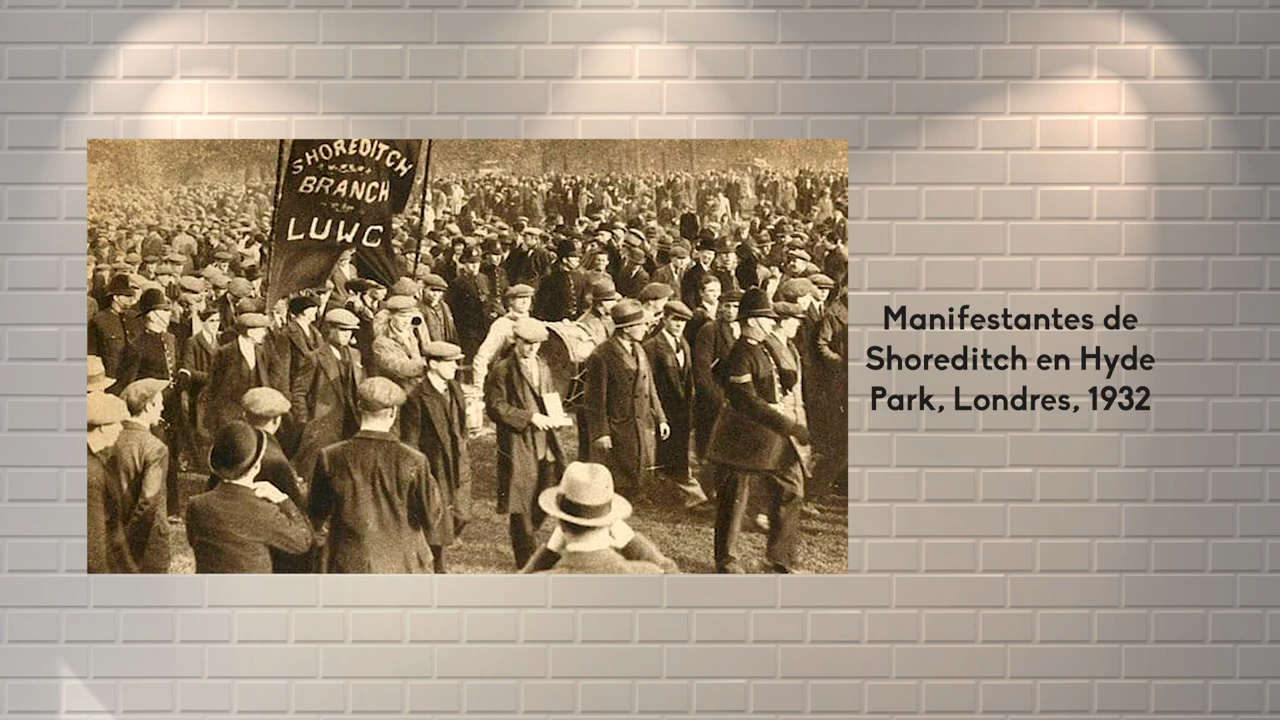 SHOREDITCH
BRANCH
LUWC
Manifestantes de
Shoreditch en Hyde
Park, Londres, 1932